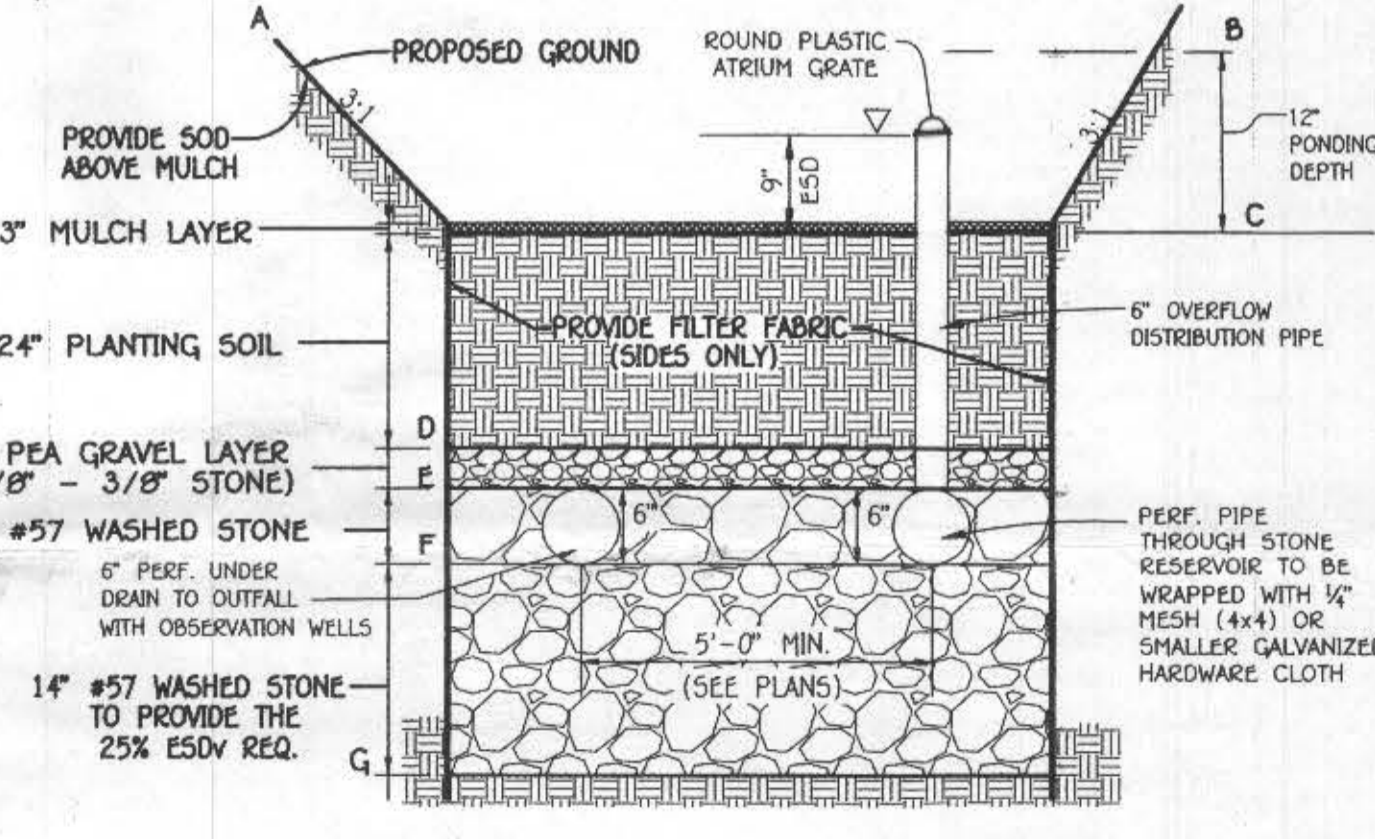 A
PROPOSED GROUND
ROUND PLASTIC
ATRIUM GRATE
B
3:1
3:1
PROVIDE SOD
ABOVE MULCH
12"
PONDING
DEPTH
9"
ESD
3" MULCH LAYER
C
24" PLANTING SOIL
PROVIDE FILTER FABRIC
(SIDES ONLY)
6" OVERFLOW
DISTRIBUTION PIPE
D
PEA GRAVEL LAYER
/8" - 3/8" STONE)
E
#57 WASHED STONE
6"
6"
F
6" PERF. UNDER
DRAIN TO OUTFALL
WITH OBSERVATION WELLS
PERF. PIPE
THROUGH STONE
RESERVOIR TO BE
WRAPPED WITH ¼"
MESH (4x4) OR
SMALLER GALVANIZE
HARDWARE CLOTH
5'-0" MIN.
(SEE PLANS)
14" #57 WASHED STONE
TO PROVIDE THE
25% ESDv REQ.
G